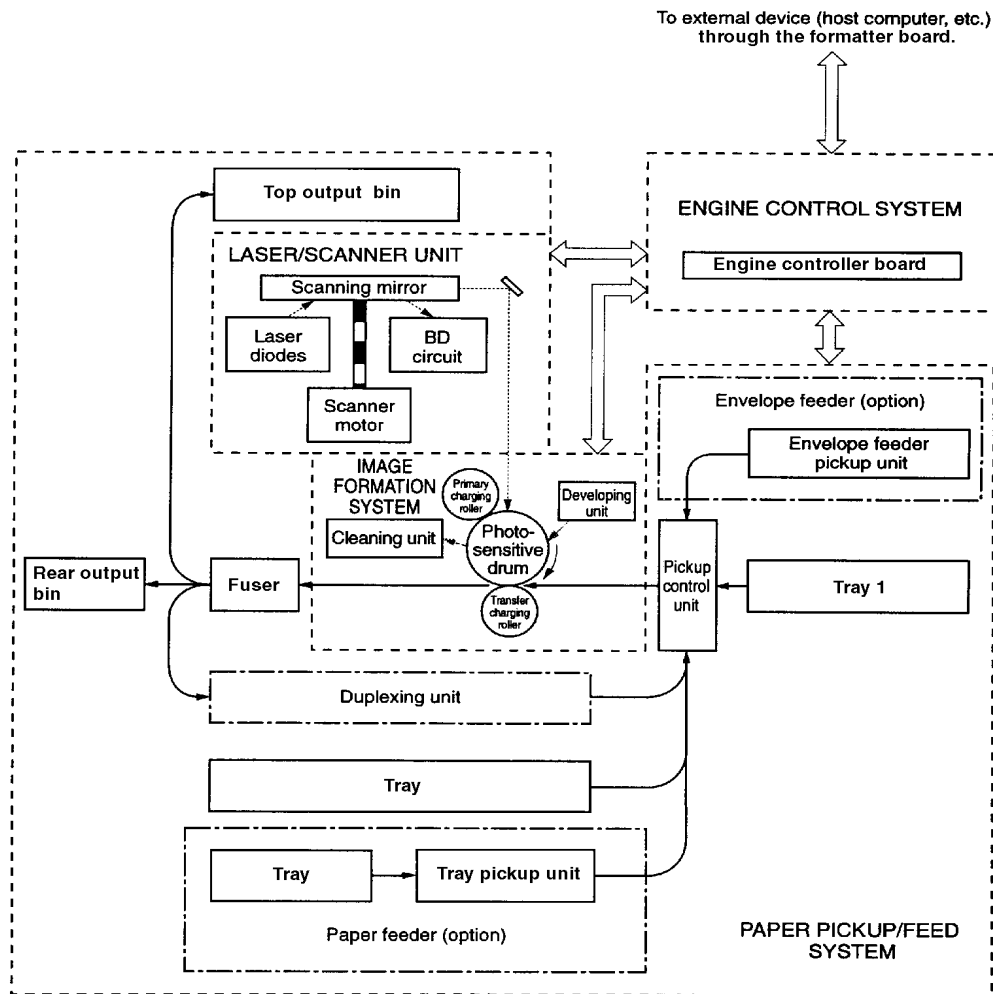 To external device (host computer, etc.)
through the formatter board.
Top output bin
ENGINE CONTROL SYSTEM
Engine controller board
LASER/SCANNER UNIT
Scanning mirror
Laser
diodes
BD
circuit
Scanner
motor
Envelope feeder (option)
Envelope feeder
pickup unit
IMAGE
FORMATION
SYSTEM
Primary
charging
roller
Developing
unit
Cleaning unit
Photo-
sensitive
drum
Transfer
charging
roller
Pickup
control
unit
Tray 1
Rear output
bin
Fuser
Duplexing unit
Tray
Tray
Tray pickup unit
Paper feeder (option)
PAPER PICKUP/FEED
SYSTEM